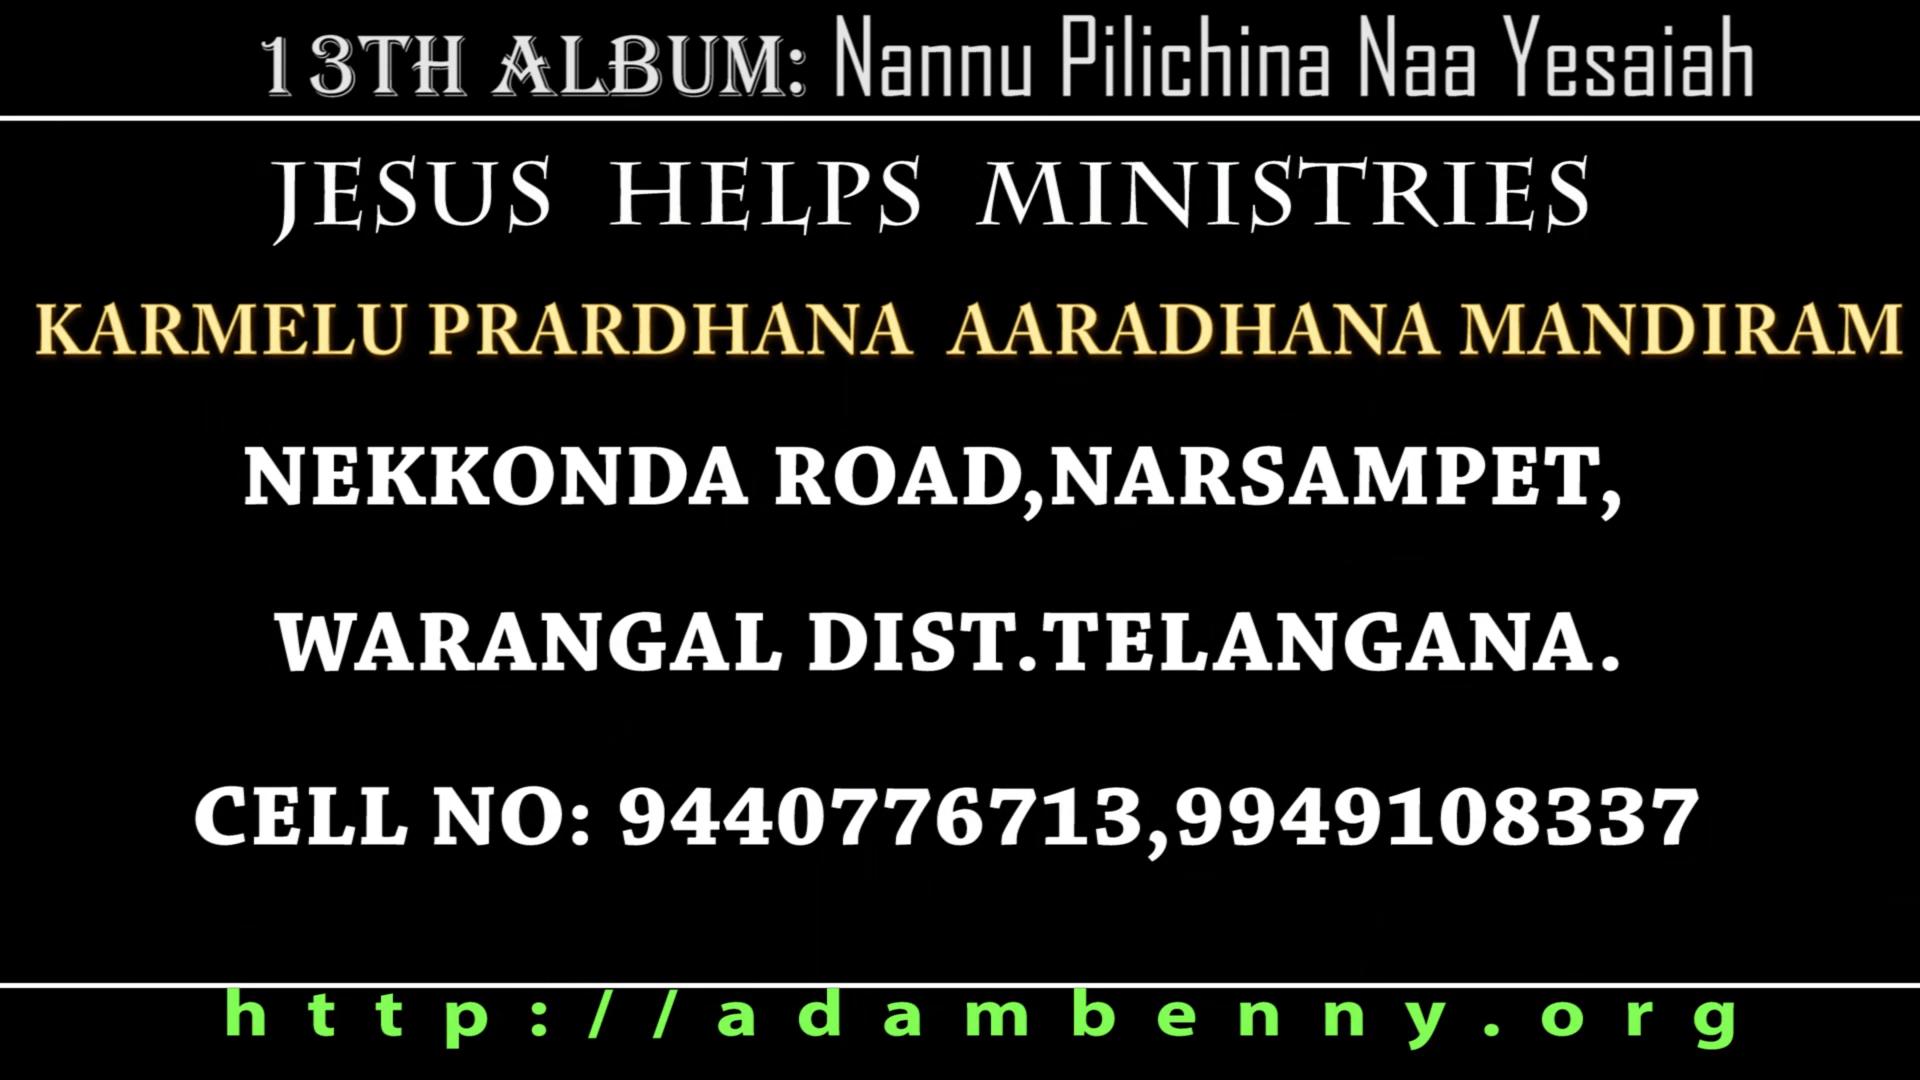 13TH ALBUM: Nannu Pilichina Naa Yesaiah
JESUS HELPS MINISTRIES
KARMELU PRARDHANA AARADHANA MANDIRAM
NEKKONDA ROAD,NARSAMPET,
WARANGAL DIST.TELANGANA.
CELL NO: 9440776713,9949108337
http://adambenny.org